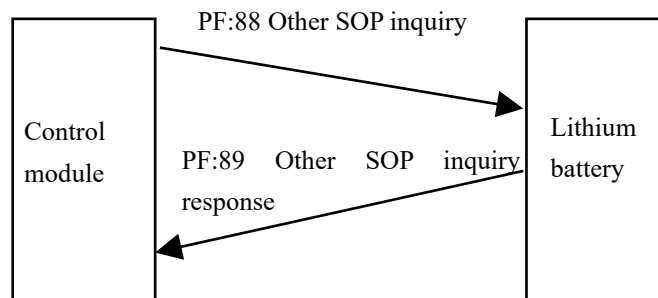 PF:88 Other SOP inquiry
Control
module
Lithium
battery
PF:89 Other SOP inquiry
response